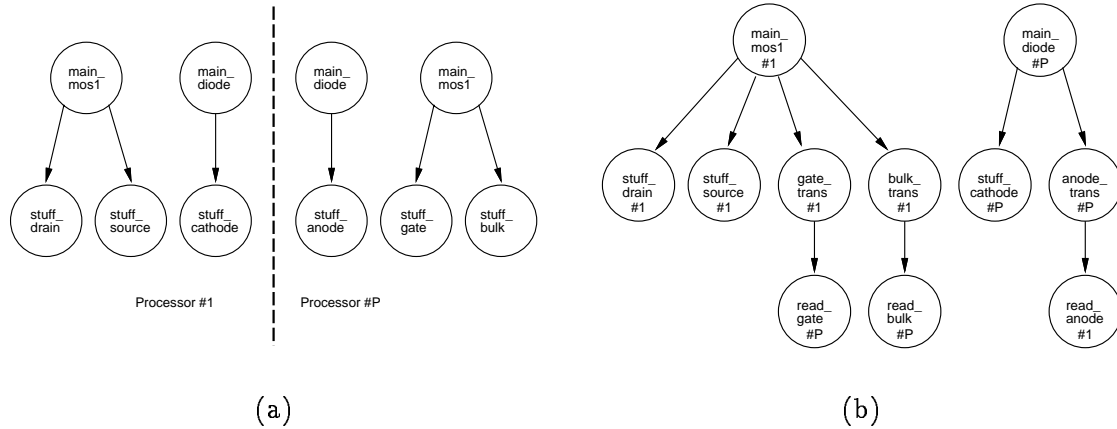 main_
mos1
main_
diode
main_
diode
main_
mos1
stuff_
drain
stuff_
source
stuff_
cathode
stuff_
anode
stuff_
gate
stuff_
bulk
Processor #1
Processor #P
(a)
main_
mos1
#1
main_
diode
#P
stuff_
drain
#1
stuff_
source
#1
gate_
trans
#1
bulk_
trans
#1
stuff_
cathode
#P
anode_
trans
#P
read_
gate
#P
read_
bulk
#P
read_
anode
#1
(b)